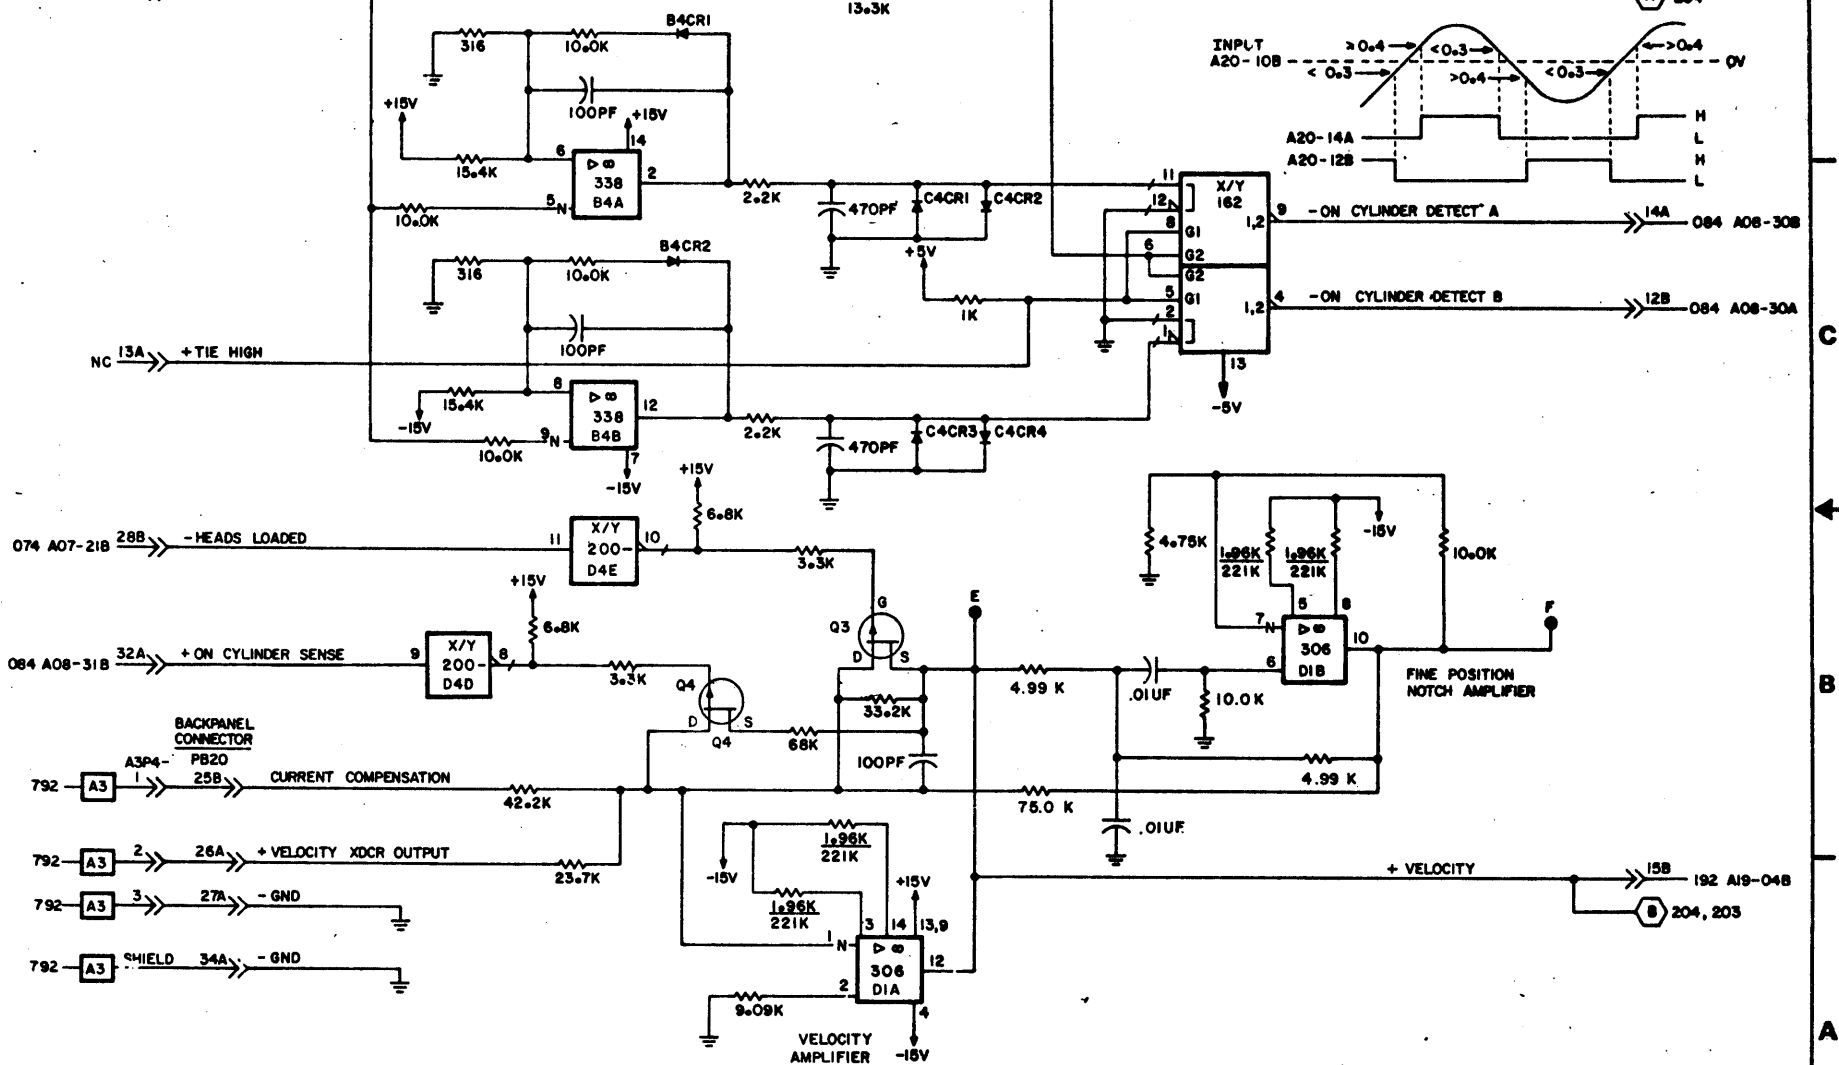 13.3K
B4CR1
316
10.0K
100PF
+15V
+15V
14
15.4K
6
▷ ∞
338
B4A
2
5 N
10.0K
2.2K
470PF
C4CR1
C4CR2
INPUT
A20-10B
>0.4
<0.3
>0.4
<0.3
>0.4
<0.3
0V
A20-14A
H
L
A20-12B
H
L
11
12
8
6
5
2
1
X/Y
162
G1
G2
G2
G1
1,2
1,2
9
4
13
-5V
-ON CYLINDER DETECT A
14A
084 A08-30B
-ON CYLINDER DETECT B
12B
084 A08-30A
+5V
1K
C
B4CR2
316
10.0K
100PF
NC
13A
+TIE HIGH
15.4K
-15V
8
▷ ∞
338
B4B
12
9 N
10.0K
7
-15V
2.2K
470PF
C4CR3
C4CR4
074 A07-21B
28B
-HEADS LOADED
11
X/Y
200-
D4E
10
+15V
6.8K
3.3K
084 A08-31B
32A
+ON CYLINDER SENSE
9
X/Y
200-
D4D
8
+15V
6.8K
3.3K
Q4
D
S
Q4
68K
Q3
G
D
S
33.2K
100PF
E
4.99 K
.01UF
10.0K
4.75K
1.96K
221K
1.96K
221K
-15V
10.0K
5
8
7 N
6
▷ ∞
306
D1B
10
F
FINE POSITION
NOTCH AMPLIFIER
B
4.99 K
75.0 K
.01UF
BACKPANEL
CONNECTOR
A3P4-
PB20
792
A3
1
25B
CURRENT COMPENSATION
42.2K
792
A3
2
26A
+VELOCITY XDCR OUTPUT
23.7K
792
A3
3
27A
-GND
792
A3
SHIELD
34A
-GND
-15V
1.96K
221K
1.96K
221K
+15V
3
14
13,9
1 N
▷ ∞
306
D1A
12
2
9.09K
4
-15V
VELOCITY
AMPLIFIER
+ VELOCITY
15B
192 A19-04B
B
204, 203
A